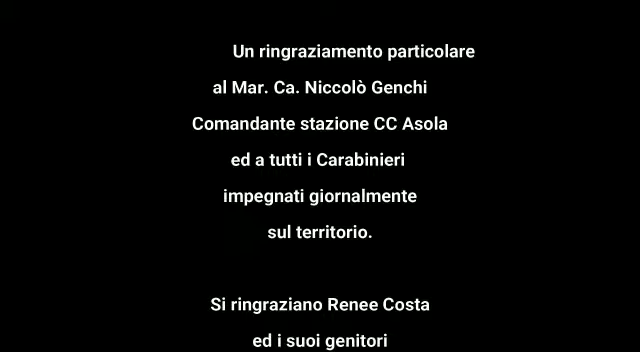 Un ringraziamento particolare
al Mar. Ca. Niccolò Genchi
Comandante stazione CC Asola
ed a tutti i Carabinieri
impegnati giornalmente
sul territorio.
Si ringraziano Renee Costa
ed i suoi genitori